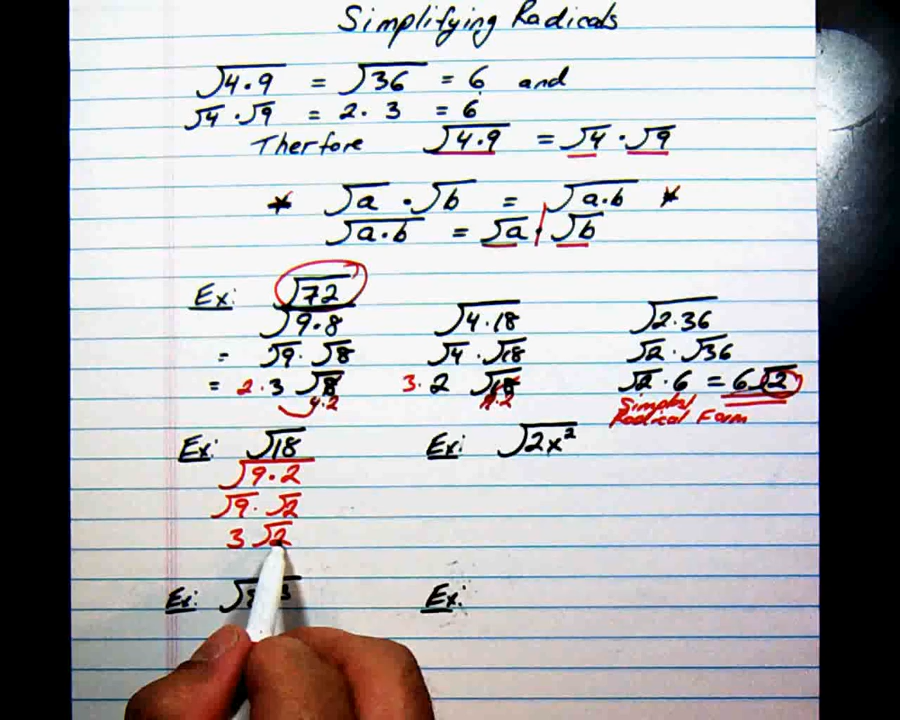 Simplifying Radicals
√4·9 = √36 = 6 and
√4·√9 = 2·3 = 6
Therfore √4·9 = √4·√9
* √a·√b = √a·b *
√a·b = √a·√b
Ex: √72
√9·8 √4·18 √2·36
= √9·√8 √4·√18 √2·√36
= 2·3 √8 3·2 √18 √2·6 = 6√2
4·2 9·2 Simplest
Radical Form
Ex: √18 Ex: √2x²
√9·2
√9·√2
3√2
Ex: Ex: